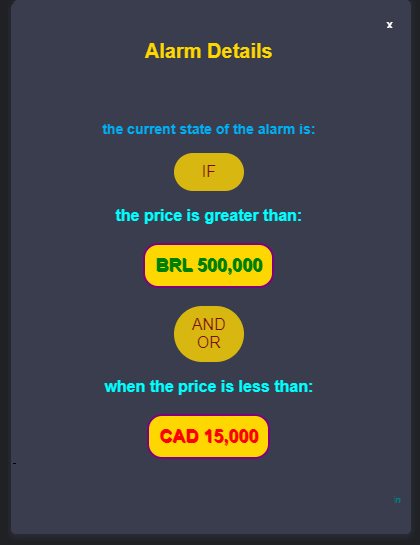 x
Alarm Details
the current state of the alarm is:
IF
the price is greater than:
BRL 500,000
AND
OR
when the price is less than:
CAD 15,000
-